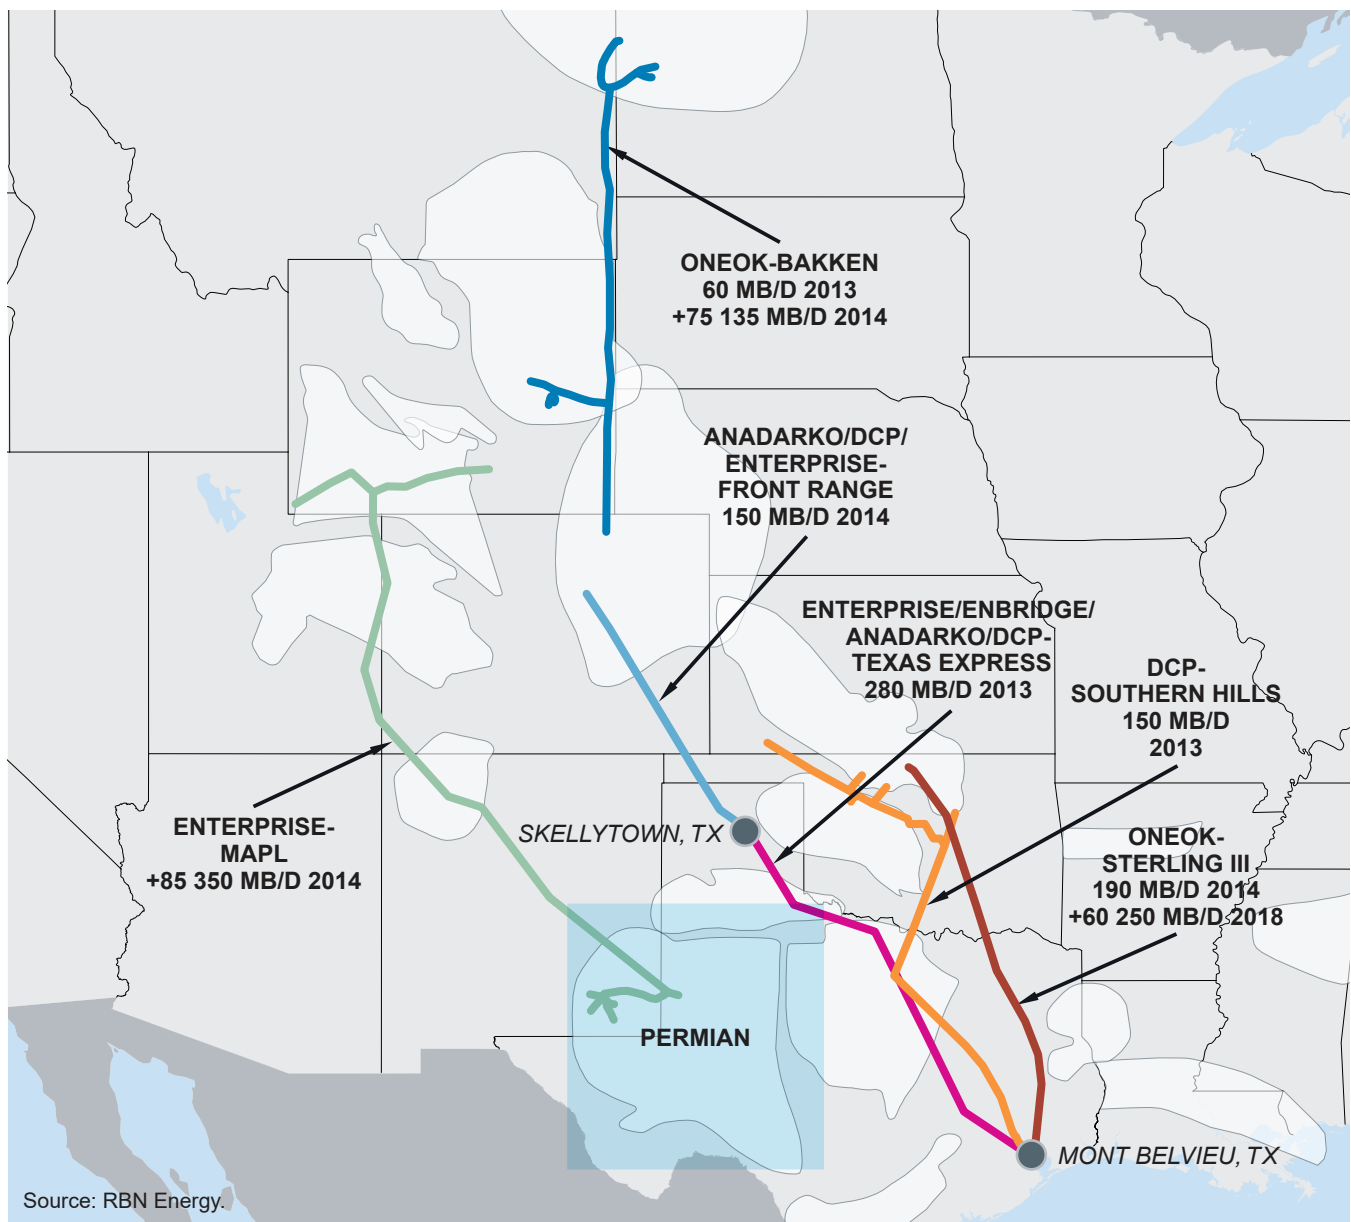 ONEOK-BAKKEN
60 MB/D 2013
+75 135 MB/D 2014
ANADARKO/DCP/
ENTERPRISE-
FRONT RANGE
150 MB/D 2014
ENTERPRISE/ENBRIDGE/
ANADARKO/DCP-
TEXAS EXPRESS
280 MB/D 2013
DCP-
SOUTHERN HILLS
150 MB/D
2013
ENTERPRISE-
MAPL
+85 350 MB/D 2014
SKELLYTOWN, TX
ONEOK-
STERLING III
190 MB/D 2014
+60 250 MB/D 2018
PERMIAN
MONT BELVIEU, TX
Source: RBN Energy.